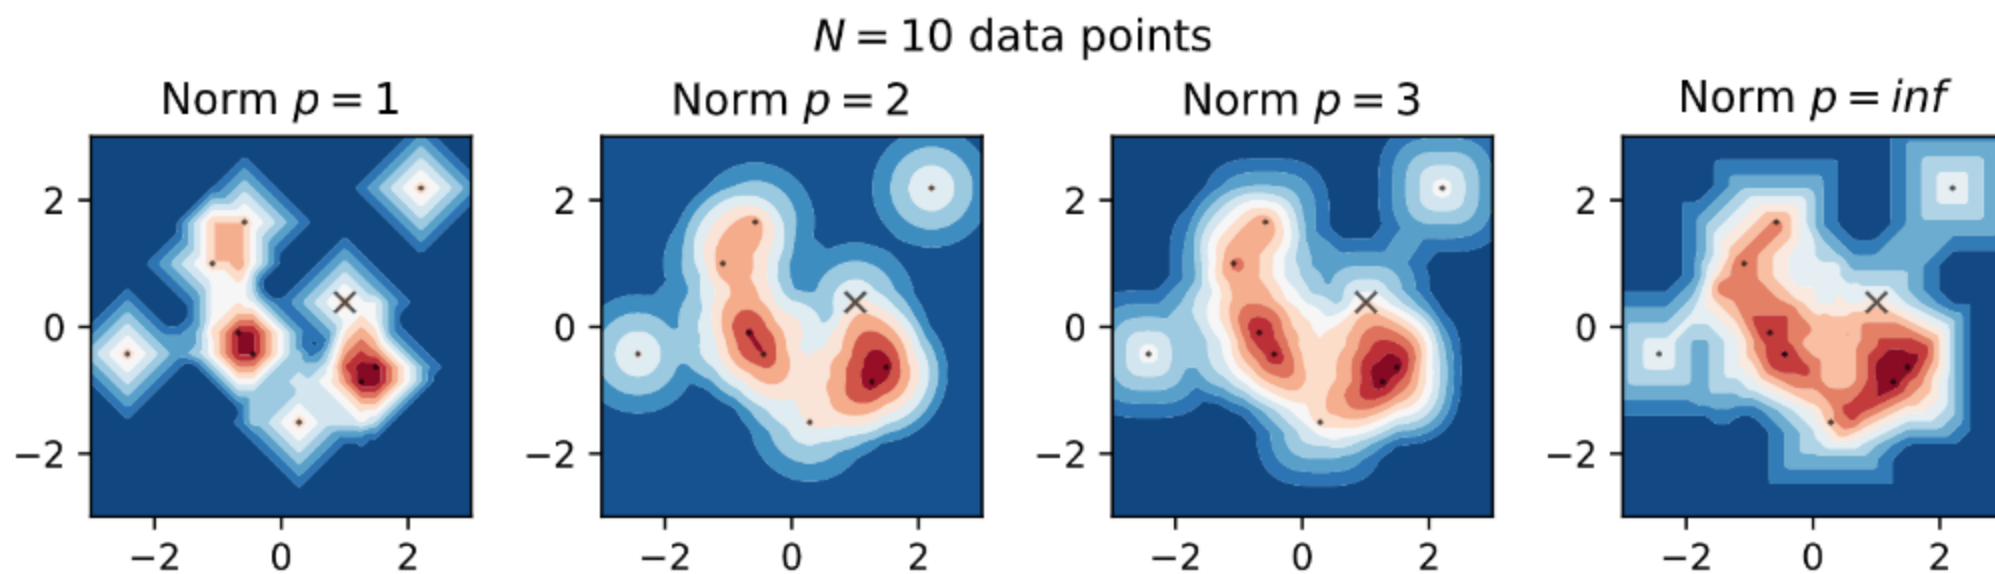 N = 10 data points
Norm p = 1
Norm p = 2
Norm p = 3
Norm p = inf
2
0
−2
−2 0 2
2
0
−2
−2 0 2
2
0
−2
−2 0 2
2
0
−2
−2 0 2